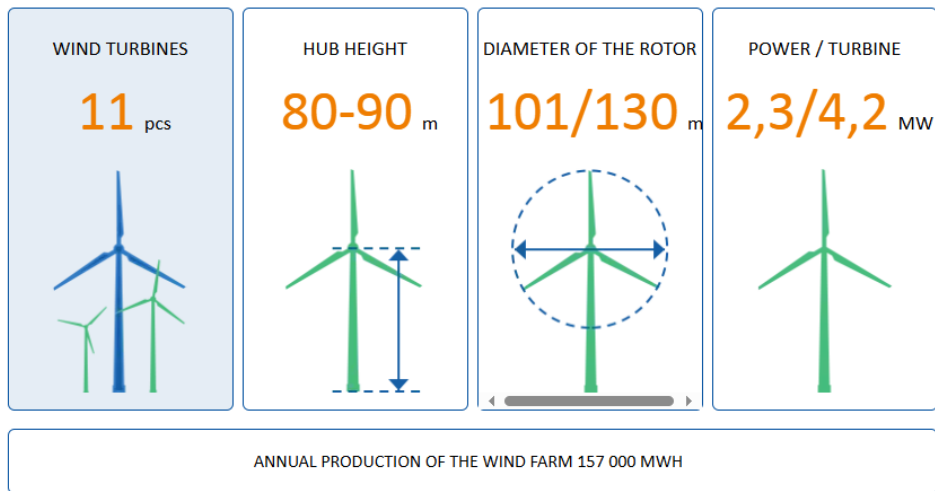 WIND TURBINES
11 pcs
HUB HEIGHT
80-90 m
DIAMETER OF THE ROTOR
101/130 m
POWER / TURBINE
2,3/4,2 MW
ANNUAL PRODUCTION OF THE WIND FARM 157 000 MWH